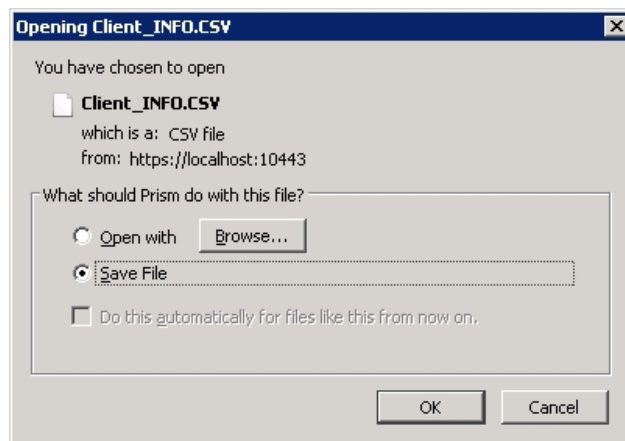 Opening Client_INFO.CSV
You have chosen to open
Client_INFO.CSV
which is a: CSV file
from: https://localhost:10443
What should Prism do with this file?
Open with Browse...
Save File
Do this automatically for files like this from now on.
OK Cancel